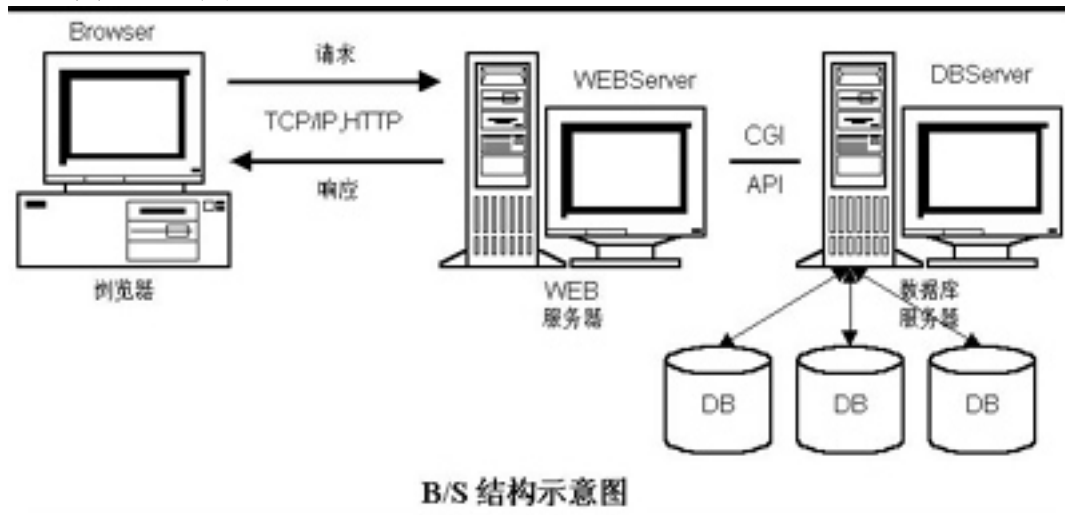 Browser
请求
WEBServer
DBServer
TCP/IP,HTTP
CGI
API
响应
浏览器
WEB
服务器
数据库
服务器
DB
DB
DB
B/S 结构示意图